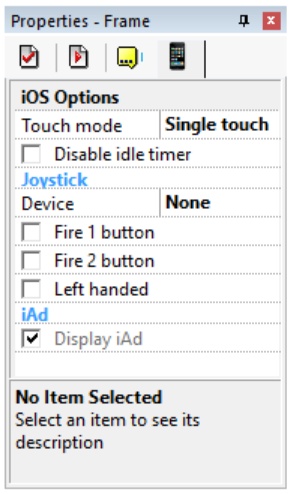 Properties - Frame
iOS Options
Touch mode Single touch
Disable idle timer
Joystick
Device None
Fire 1 button
Fire 2 button
Left handed
iAd
Display iAd
No Item Selected
Select an item to see its
description